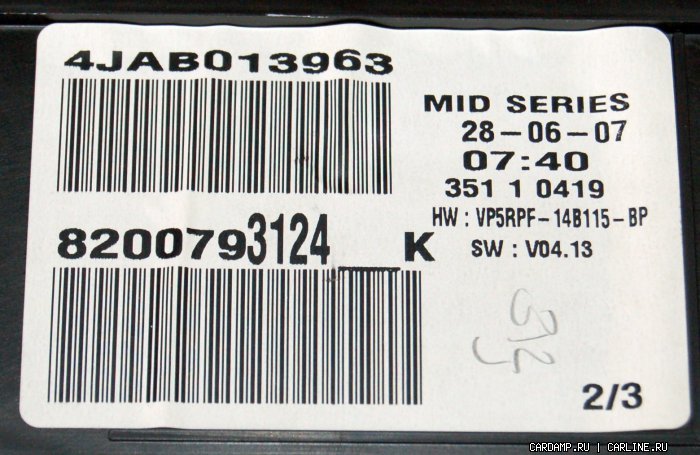 4JAB013963
MID SERIES
28-06-07
07:40
351 1 0419
HW : VP5RPF-14B115-BP
SW : V04.13
8200793124__K
2/3
CARDAMP.RU | CARLINE.RU